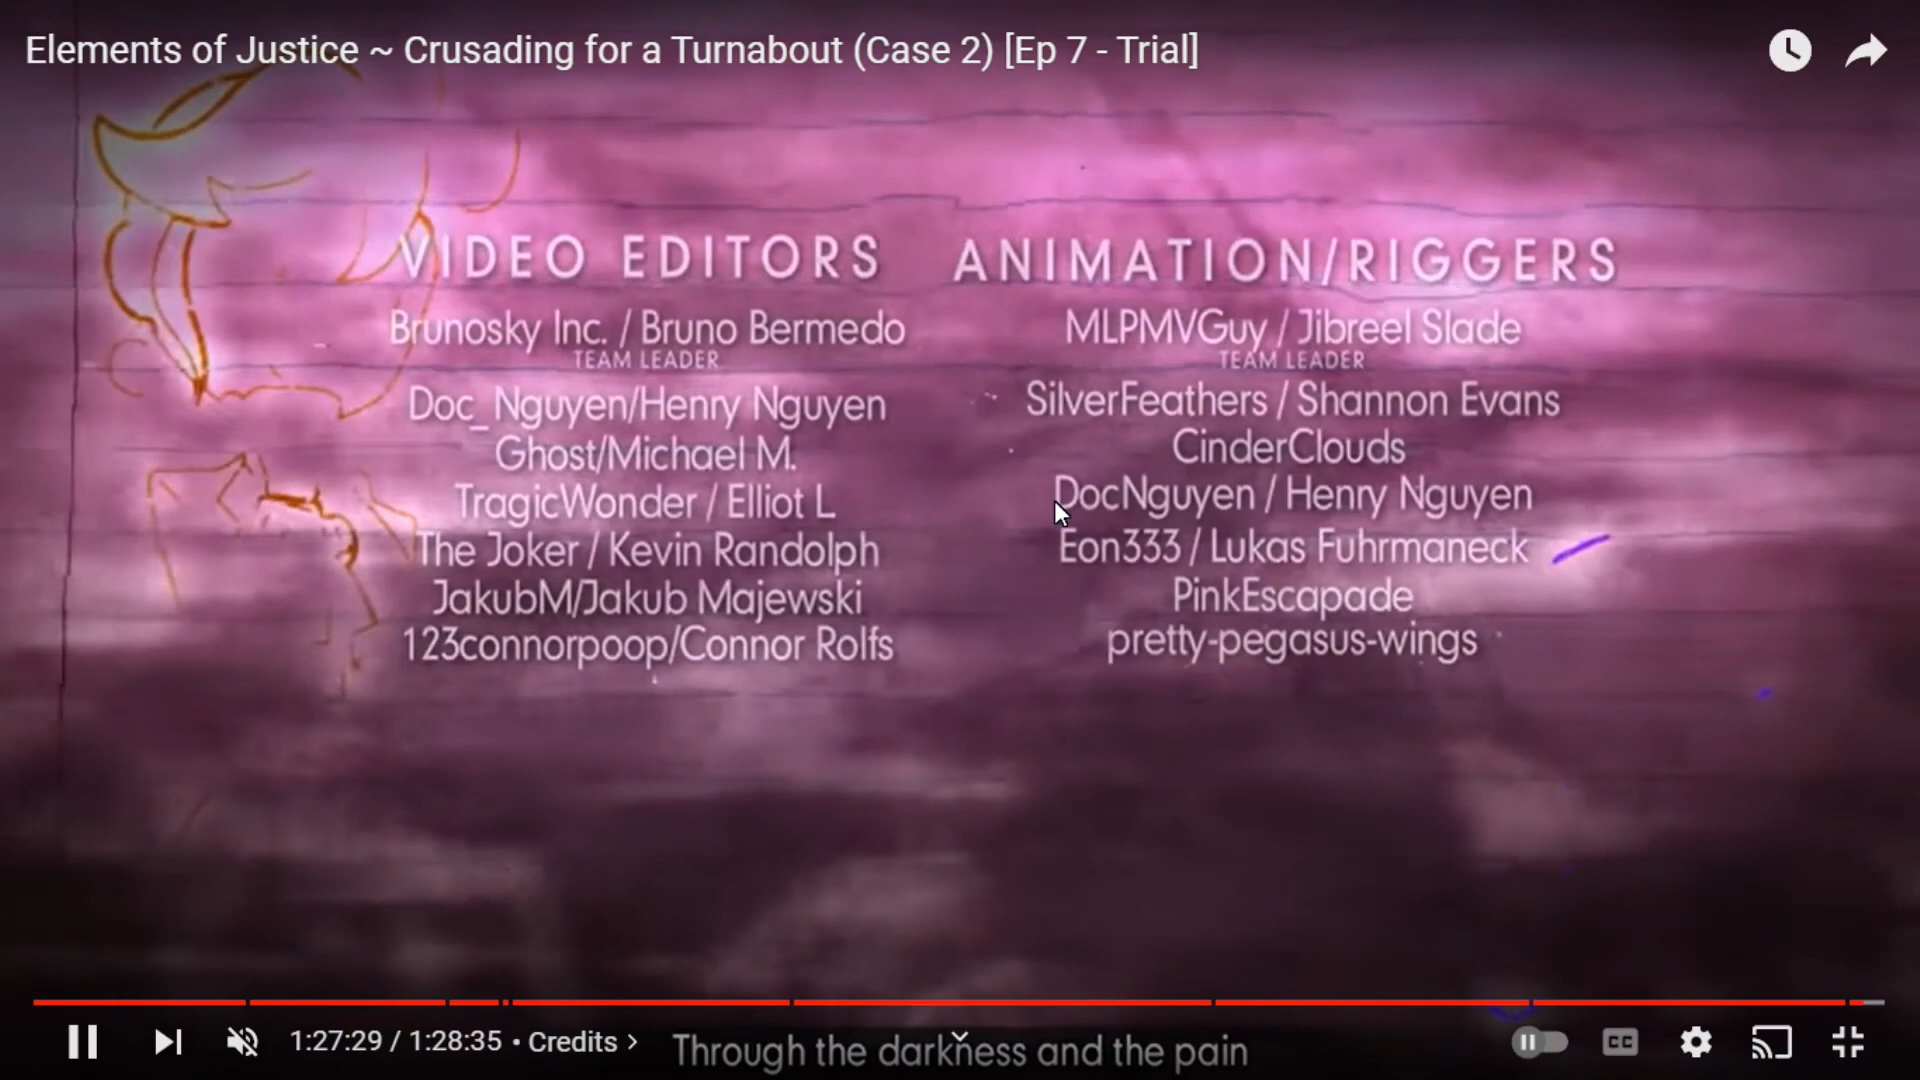 Elements of Justice ~ Crusading for a Turnabout (Case 2) [Ep 7 - Trial]
VIDEO EDITORS
Brunosky Inc. / Bruno Bermedo
TEAM LEADER
Doc_Nguyen/Henry Nguyen
Ghost/Michael M.
TragicWonder / Elliot L
The Joker / Kevin Randolph
JakubM/Jakub Majewski
123connorpoop/Connor Rolfs
ANIMATION/RIGGERS
MLPMVGuy / Jibreel Slade
TEAM LEADER
SilverFeathers / Shannon Evans
CinderClouds
DocNguyen / Henry Nguyen
Eon333 / Lukas Fuhrmaneck
PinkEscapade
pretty-pegasus-wings
1:27:29 / 1:28:35 • Credits >
Through the darkness and the pain
CC